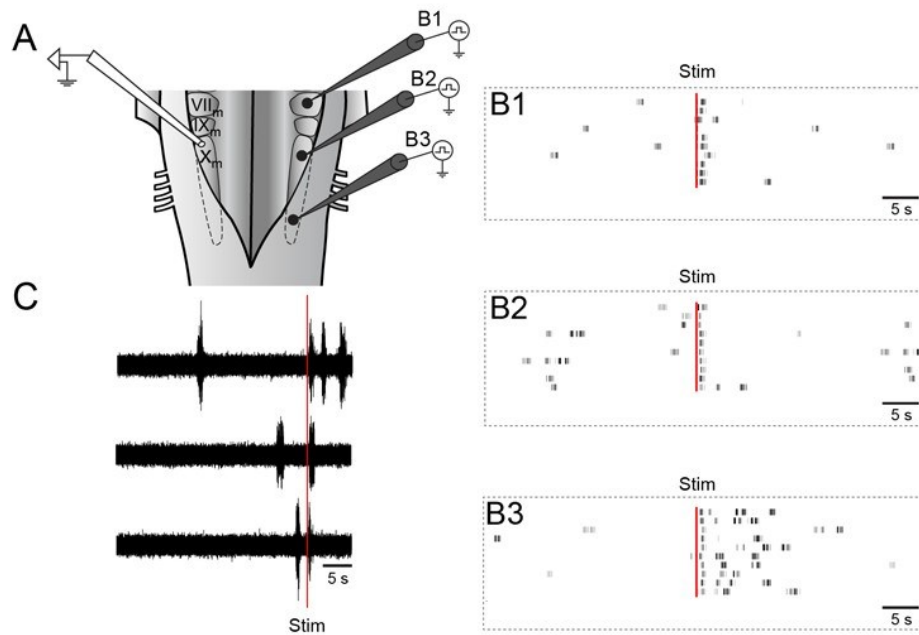 A
B1
B2
B3
VIIm
IXm
Xm
B1
Stim
5 s
B2
Stim
5 s
B3
Stim
5 s
C
5 s
Stim